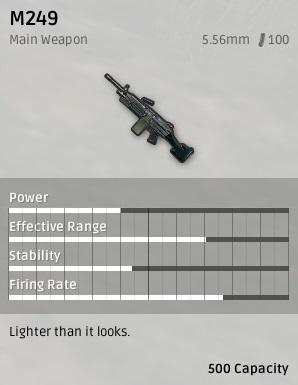 M249
Main Weapon 5.56mm 100
Power
Effective Range
Stability
Firing Rate
Lighter than it looks.
500 Capacity